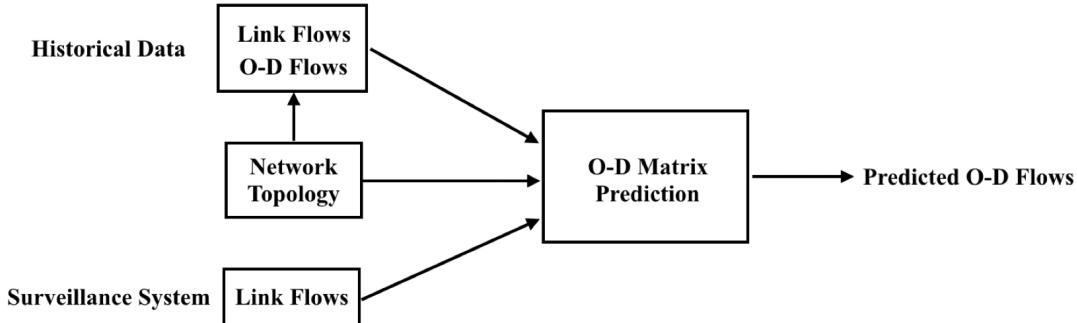 Historical Data
Link Flows
O-D Flows
Network
Topology
O-D Matrix
Prediction
Predicted O-D Flows
Surveillance System
Link Flows